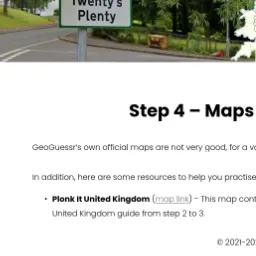 Twenty's
Plenty
Step 4 – Maps
GeoGuessr's own official maps are not very good, for a
In addition, here are some resources to help you practise
• Plonk It United Kingdom (map link) – This map
United Kingdom guide from step 2 to 3.
© 2021-20